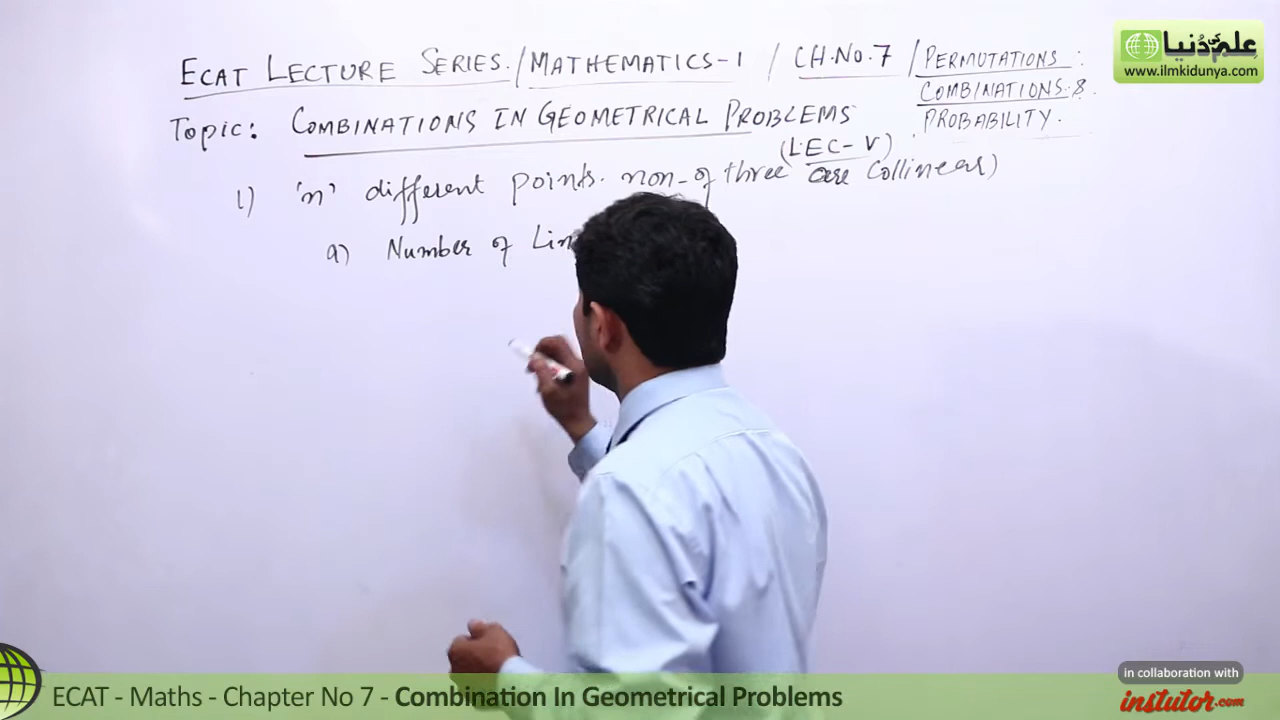 ECAT LECTURE SERIES. / MATHEMATICS-1 / CH.NO.7 / PERMUTATIONS :
COMBINATIONS &
PROBABILITY.
Topic: COMBINATIONS IN GEOMETRICAL PROBLEMS
(LEC-V)
1) 'n' different points. non-of three are Collinear)
a) Number of Lin
علم کی دُنیا
www.ilmkidunya.com
ECAT - Maths - Chapter No 7 - Combination In Geometrical Problems
in collaboration with
instutor.com